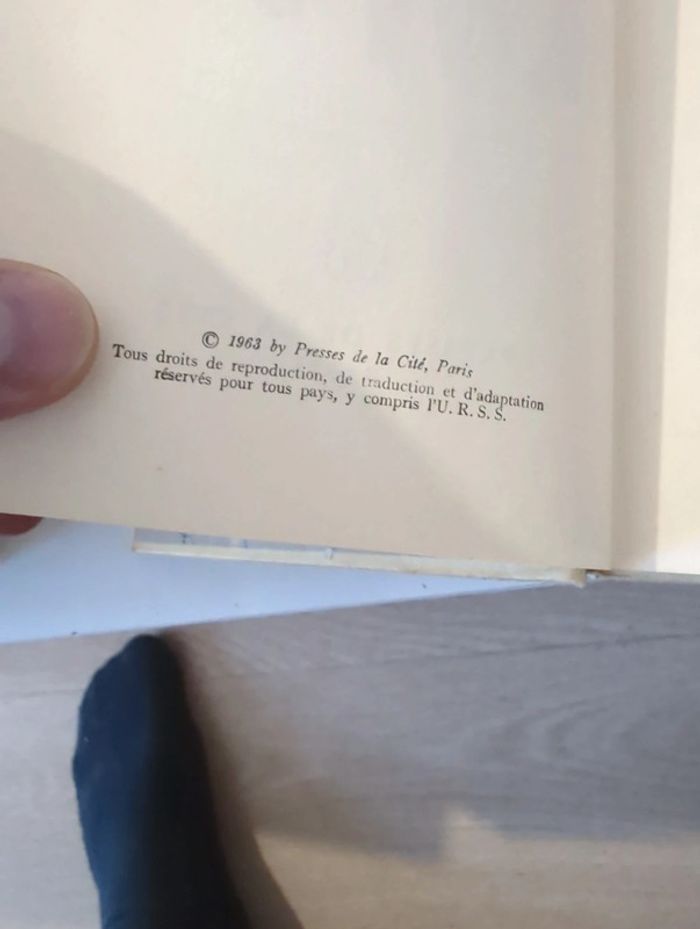 © 1963 by Presses de la Cité, Paris
Tous droits de reproduction, de traduction et d'adaptation
réservés pour tous pays, y compris l'U. R. S. S.